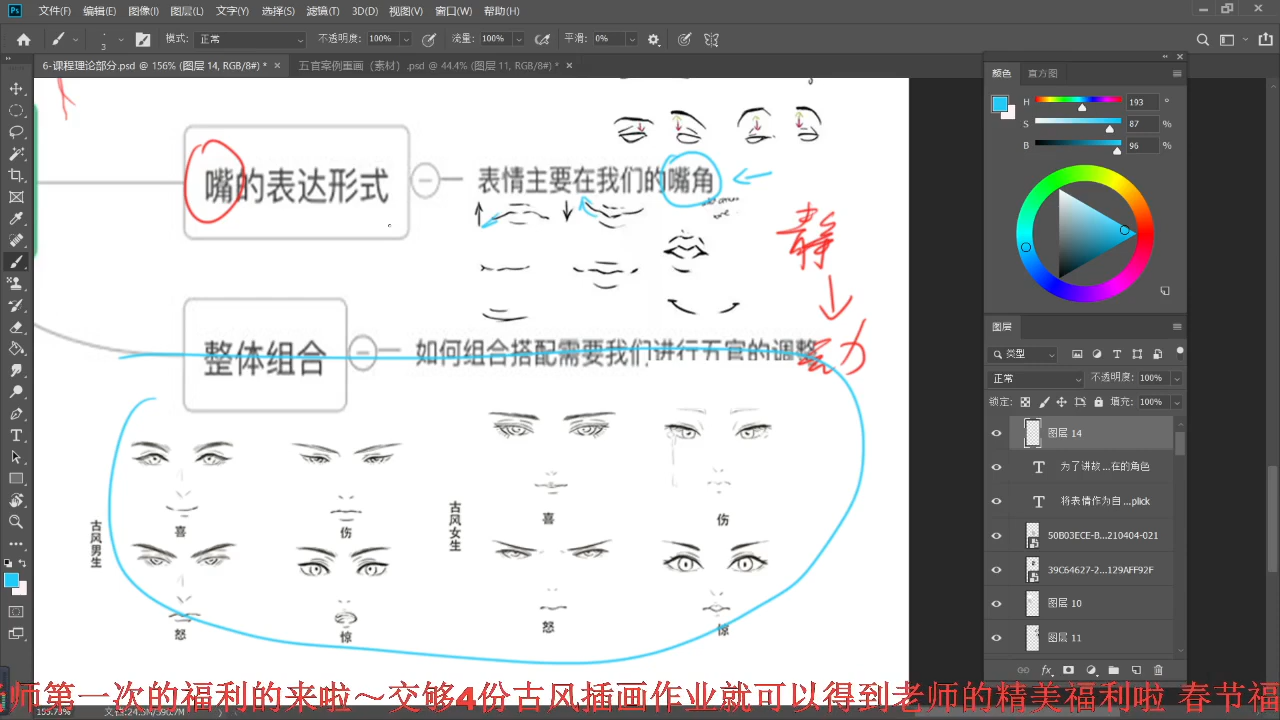 文件(F) 编辑(E) 图像(I) 图层(L) 文字(Y) 选择(S) 滤镜(T) 3D(D) 视图(V) 窗口(W) 帮助(H)
3 模式: 正常 不透明度: 100% 流量: 100% 平滑: 0%
6-课程理论部分.psd @ 156% (图层 14, RGB/8#) * × 五官案例重画（素材）.psd @ 44.4% (图层 11, RGB/8#) * ×
颜色 直方图
H 193 °
S 87 %
B 96 %
嘴的表达形式
表情主要在我们的嘴角
静
动
整体组合
如何组合搭配需要我们进行五官的调整
古风男生
喜
伤
怒
惊
古风女生
喜
伤
怒
惊
图层
类型
正常 不透明度: 100%
锁定: 填充: 100%
图层 14
T 为了讲故 ...在的角色
T 将表情作为自 ...plick
50B03ECE-B...210404 621
39C64627-2...129AFF92F
图层 10
图层 11
师第一次的福利的来啦～交够4份古风插画作业就可以得到老师的精美福利啦 春节福